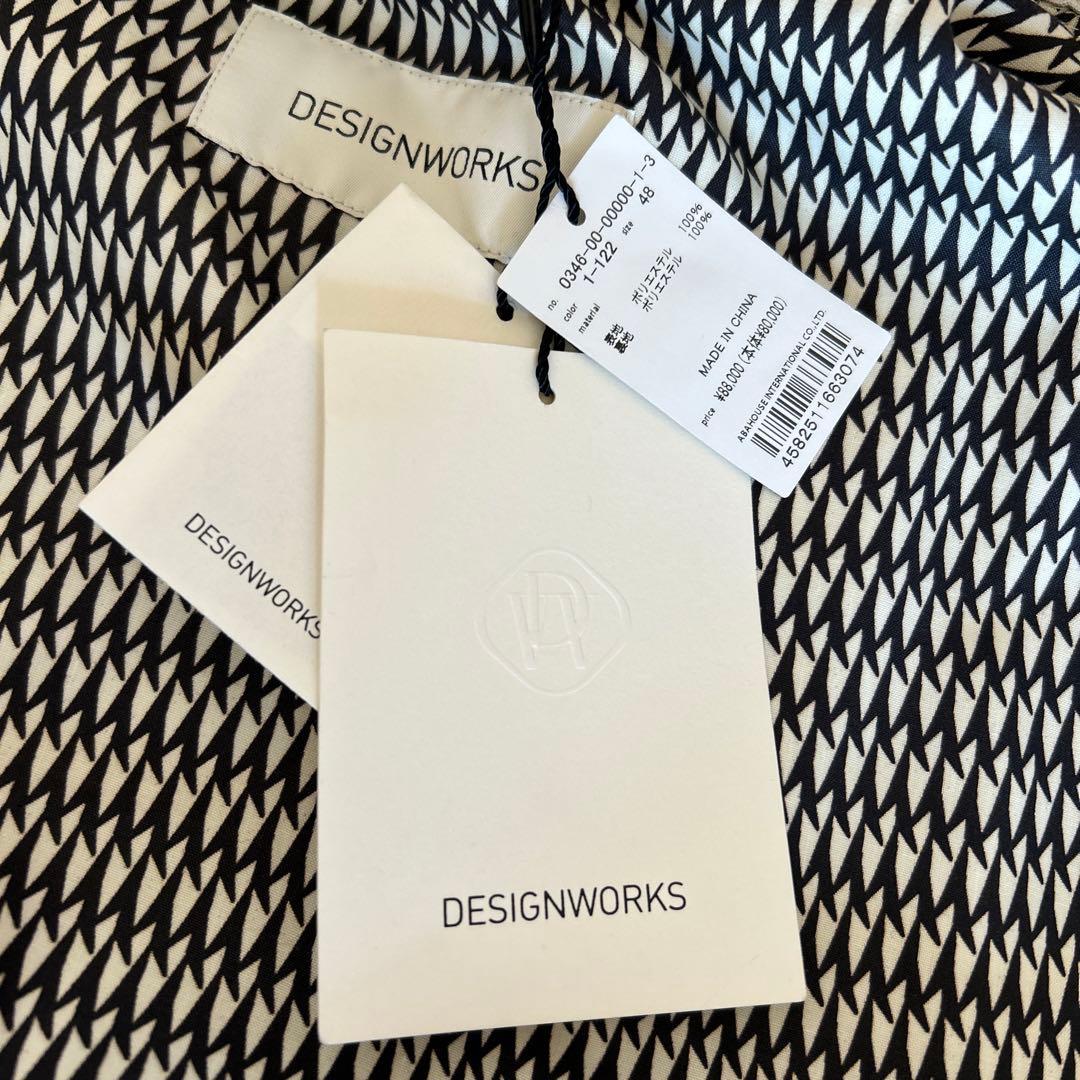 DESIGNWORKS
no. 0346-00-00000-1-3
color 1-122 size 48
material
表地 ポリエステル 100%
裏地 ポリエステル 100%
MADE IN CHINA
price ¥88,000(本体¥80,000)
ABAHOUSE INTERNATIONAL CO.,LTD.
4582511663074
DESIGNWORKS
DW
DESIGNWORKS